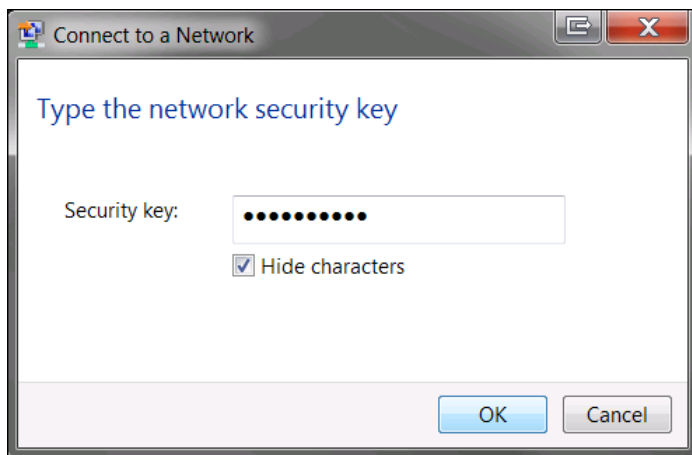 Connect to a Network
Type the network security key
Security key: ••••••••••
Hide characters
OK Cancel